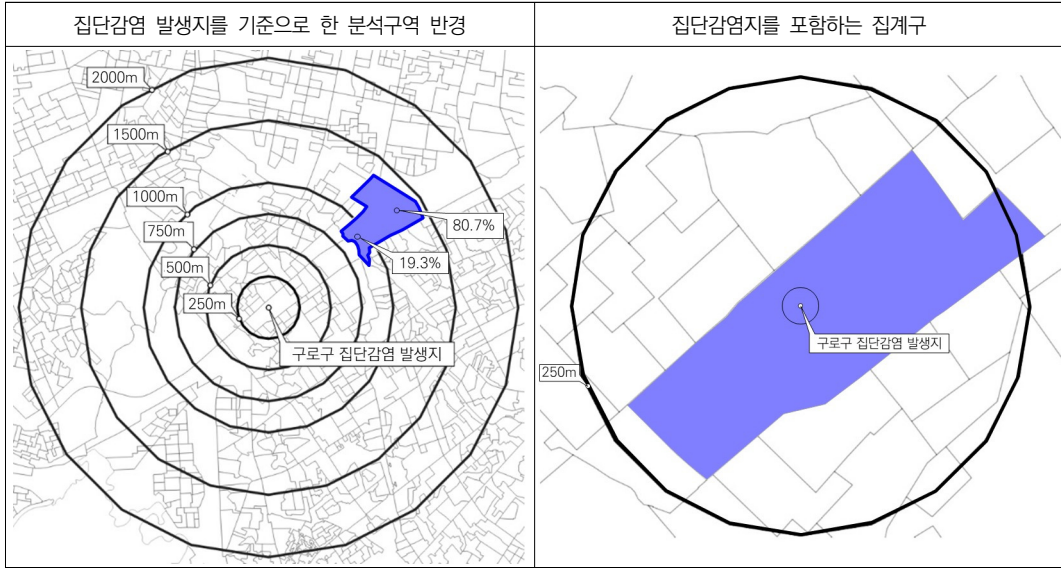 집단감염 발생지를 기준으로 한 분석구역 반경
집단감염지를 포함하는 집계구
2000m
1500m
1000m
750m
500m
250m
80.7%
19.3%
구로구 집단감염 발생지
구로구 집단감염 발생지
250m